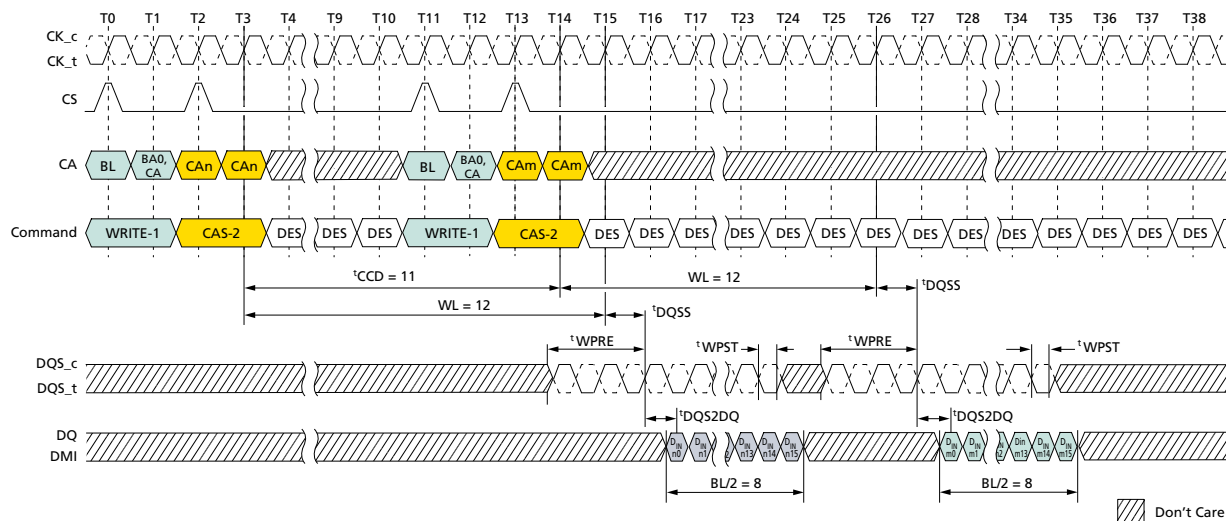 T0 T1 T2 T3 T4 T9 T10 T11 T12 T13 T14 T15 T16 T17 T23 T24 T25 T26 T27 T28 T34 T35 T36 T37 T38
CK_c
CK_t
CS
CA BL BA0, CA CAn CAn BL BA0, CA CAm CAm
Command WRITE-1 CAS-2 DES DES DES WRITE-1 CAS-2 DES DES DES DES DES DES DES DES DES DES DES DES DES DES
tCCD = 11 WL = 12 tDQSS
WL = 12 tDQSS
tWPRE tWPST tWPRE tWPST
DQS_c
DQS_t
tDQS2DQ tDQS2DQ
DQ
DMI
DIN n0 DIN n1 DIN n13 DIN n14 DIN n15 DIN m0 DIN m1 Din m13 DIN m14 DIN m15
BL/2 = 8 BL/2 = 8
Don't Care